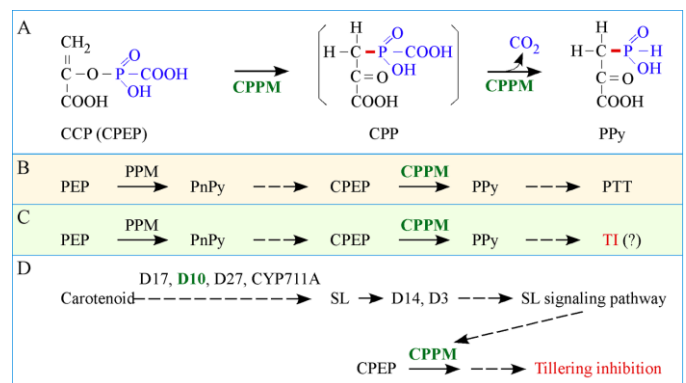 A
CH₂
O
C – O – P – COOH
OH
COOH
CCP (CPEP)
CPPM
H
H – C – P – COOH
O
OH
C = O
COOH
CPP
CO₂
CPPM
H
H – C – P – H
O
OH
C = O
COOH
PPy
B
PEP PPM PnPy CPEP CPPM PPy PTT
C
PEP PPM PnPy CPEP CPPM PPy TI (?)
D
D17, D10, D27, CYP711A
Carotenoid SL D14, D3 SL signaling pathway
CPEP CPPM Tillering inhibition